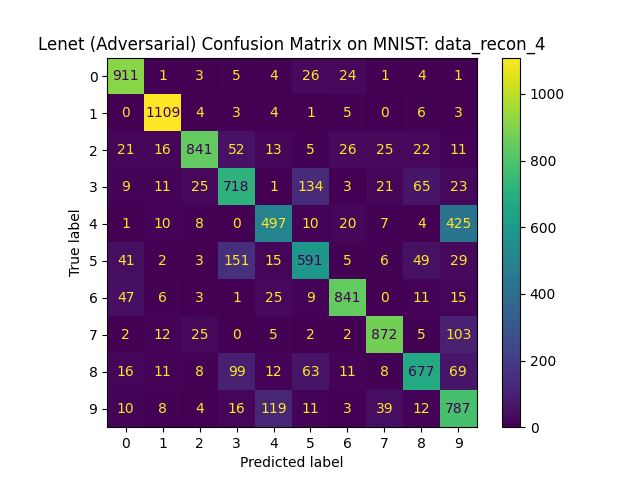 Lenet (Adversarial) Confusion Matrix on MNIST: data_recon_4
0 911 1 3 5 4 26 24 1 4 1
1 0 1109 4 3 4 1 5 0 6 3
2 21 16 841 52 13 5 26 25 22 11
3 9 11 25 718 1 134 3 21 65 23
4 1 10 8 0 497 10 20 7 4 425
5 41 2 3 151 15 591 5 6 49 29
6 47 6 3 1 25 9 841 0 11 15
7 2 12 25 0 5 2 2 872 5 103
8 16 11 8 99 12 63 11 8 677 69
9 10 8 4 16 119 11 3 39 12 787
0 1 2 3 4 5 6 7 8 9
Predicted label
True label
1000
800
600
400
200
0